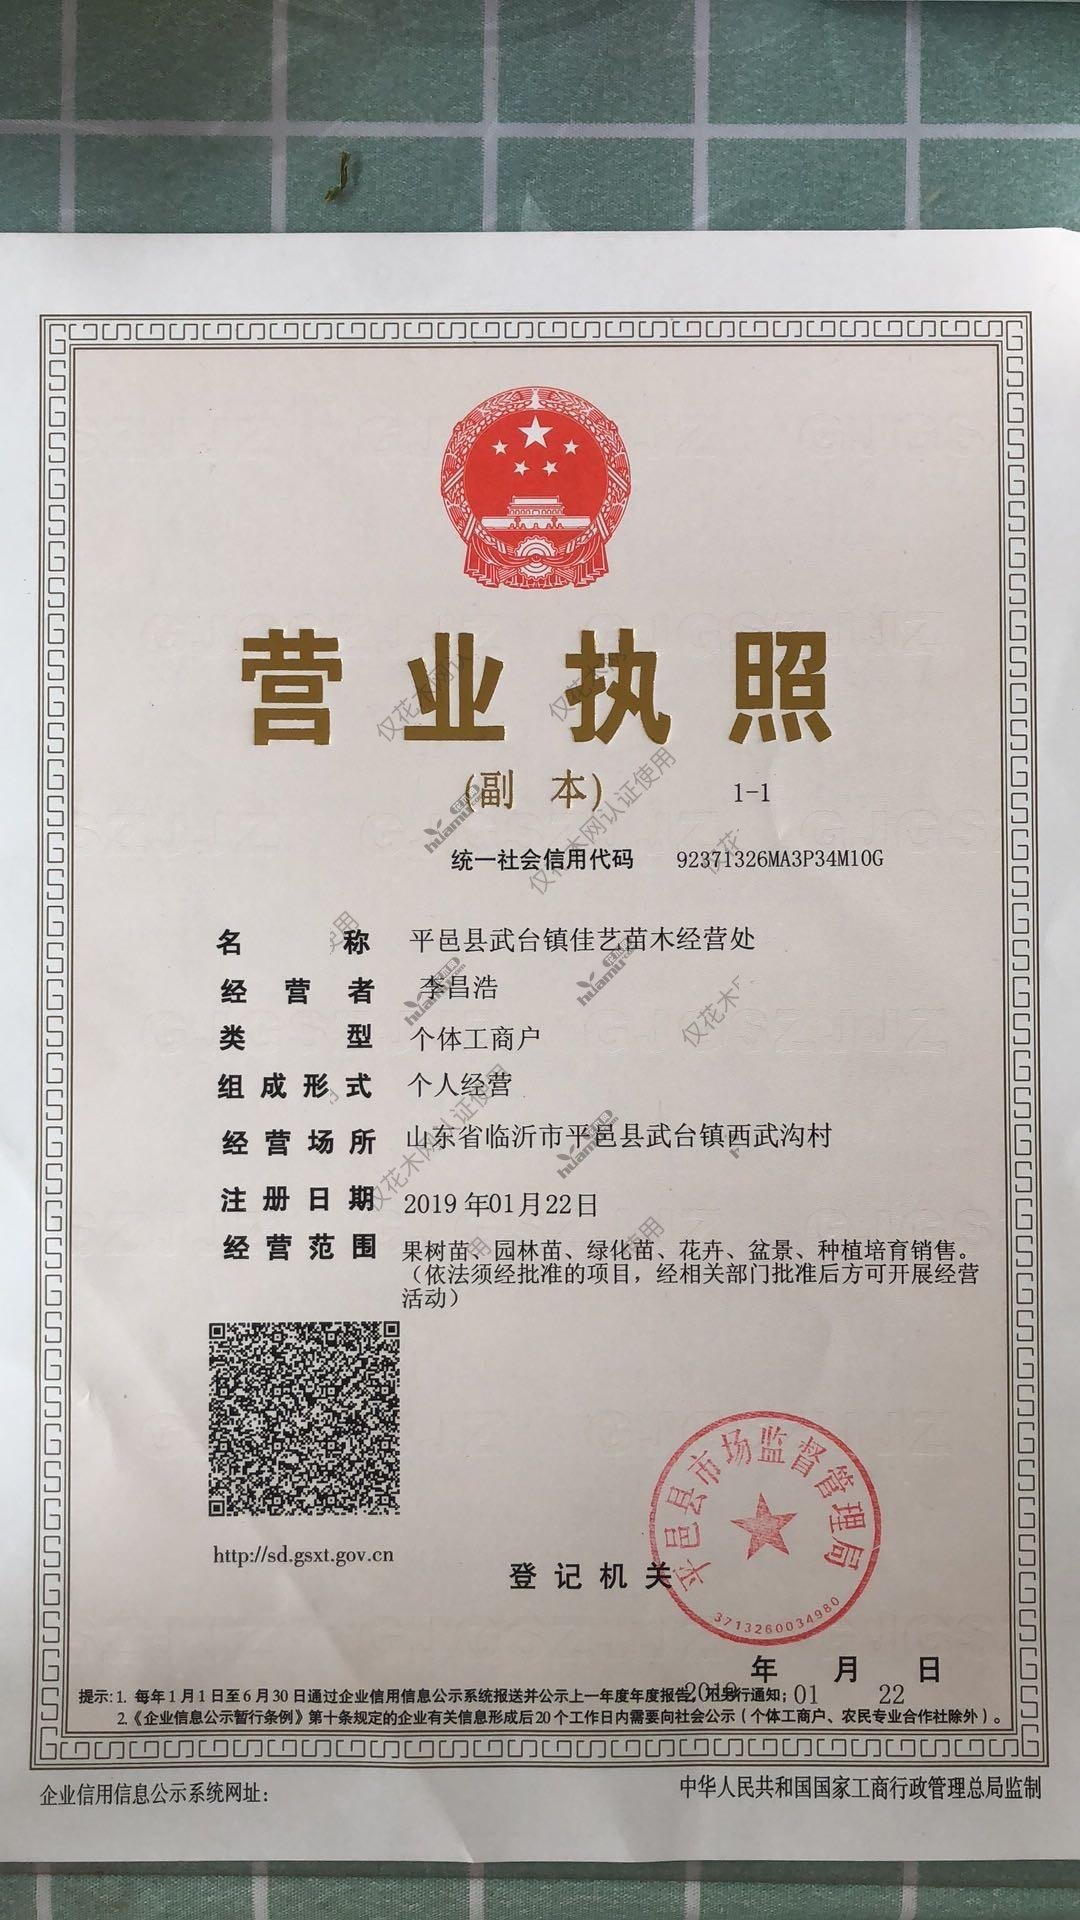 营业执照
(副 本)
1-1
统一社会信用代码 92371326MA3P34M10G
名称 平邑县武台镇佳艺苗木经营处
经营者 李昌浩
类型 个体工商户
组成形式 个人经营
经营场所 山东省临沂市平邑县武台镇西武沟村
注册日期 2019年01月22日
经营范围 果树苗、园林苗、绿化苗、花卉、盆景、种植培育销售。
（依法须经批准的项目，经相关部门批准后方可开展经营
活动）
http://sd.gsxt.gov.cn
登记机关
平邑县市场监督管理局
3713260034980
年 月 日
2019 01 22
提示:1. 每年1月1日至6月30日通过企业信用信息公示系统报送并公示上一年度年度报告，不另行通知；
2.《企业信息公示暂行条例》第十条规定的企业有关信息形成后20个工作日内需要向社会公示（个体工商户、农民专业合作社除外）。
企业信用信息公示系统网址：
中华人民共和国国家工商行政管理总局监制
仅花木网认证使用
huamu.com